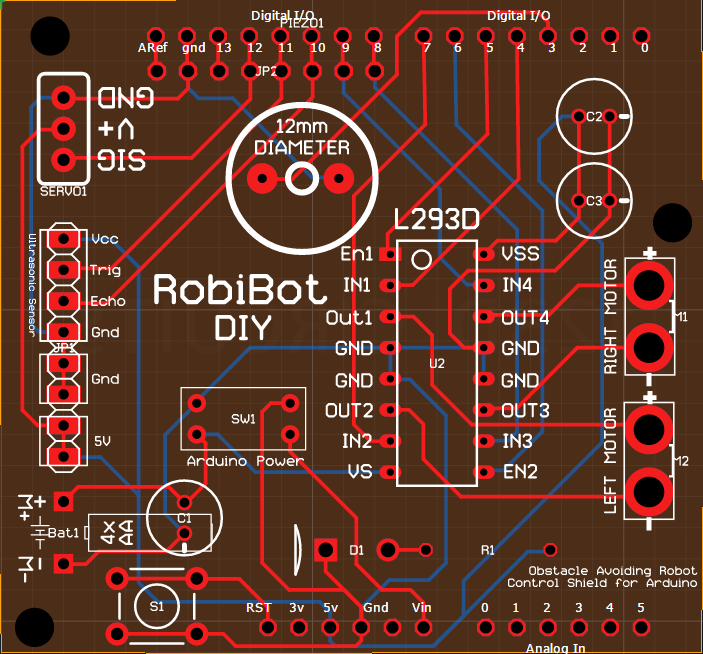 Digital I/O Digital I/O
PIEZO1
ARef gnd 13 12 11 10 9 8 7 6 5 4 3 2 1 0
JP2
GND
V+
SIG
SERVO1
12mm
DIAMETER
C2
C3
L293D
Ultrasonic Sensor
Vcc
Trig
Echo
Gnd
JP1
Gnd
5V
RobiBot
DIY
En1 VSS
IN1 IN4
Out1 OUT4
GND GND
U2
GND GND
OUT2 OUT3
IN2 IN3
VS EN2
RIGHT MOTOR
+
M1
-
LEFT MOTOR
+
M2
-
SW1
Arduino Power
M+
Bat1
M-
4X
AA
C1
D1 R1
Obstacle Avoiding Robot
Control Shield for Arduino
S1
RST 3v 5v Gnd Vin 0 1 2 3 4 5
Analog In